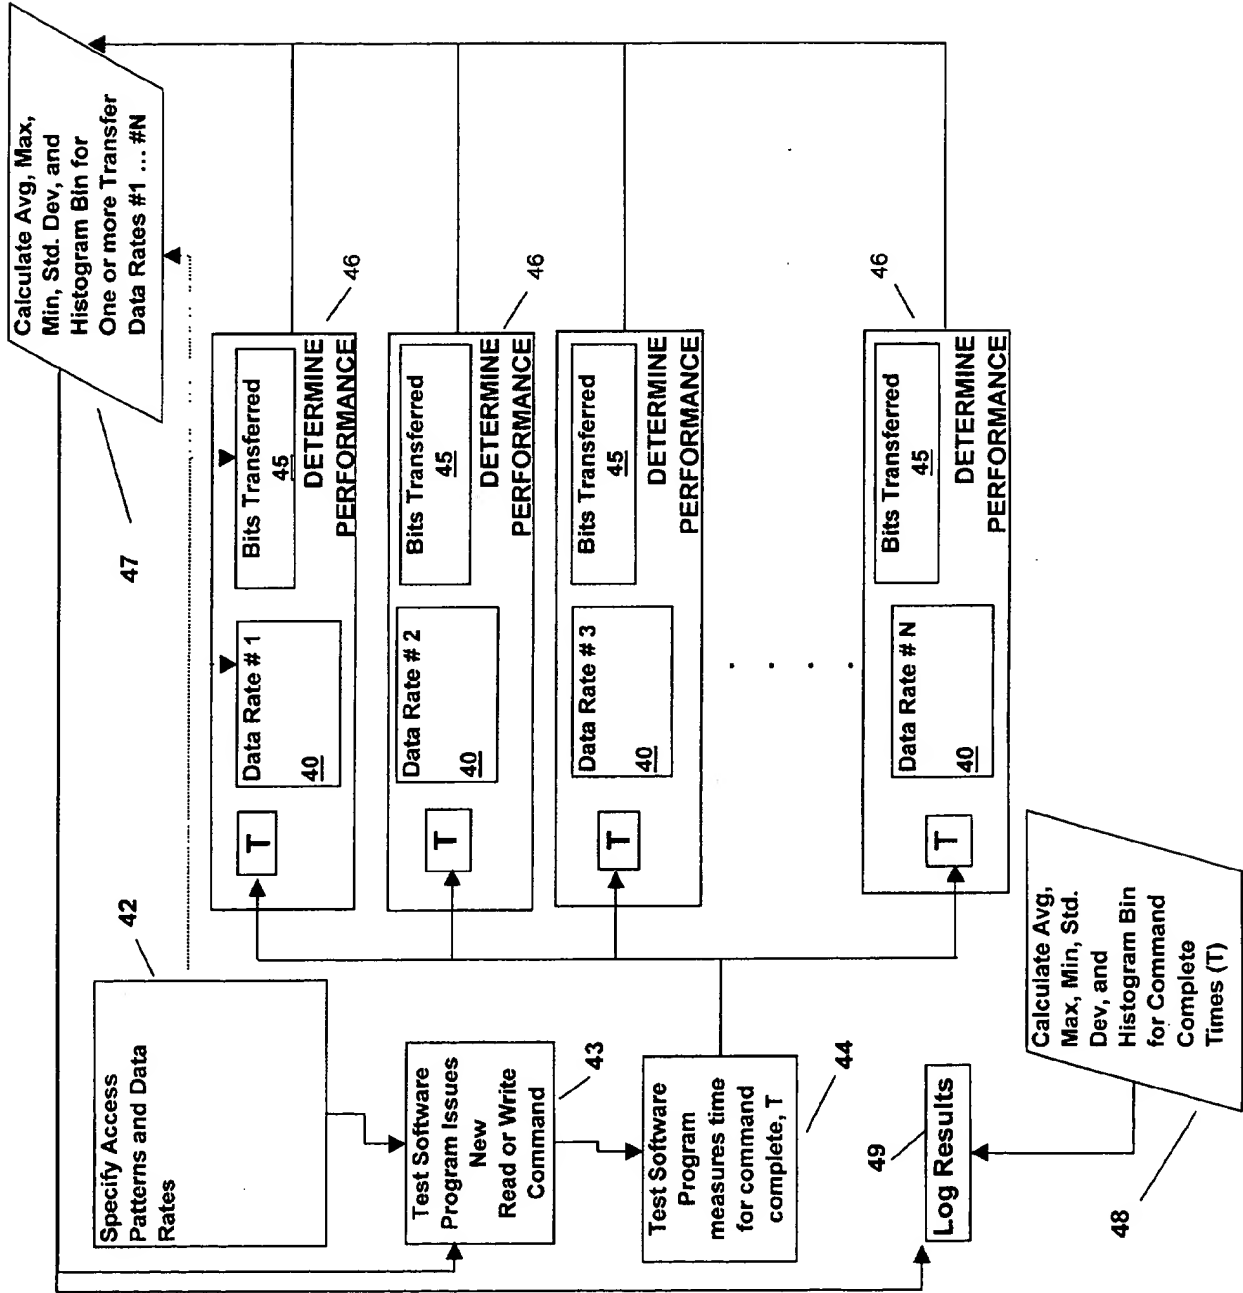 Specify Access
Patterns and Data
Rates
42
Test Software
Program Issues
New
Read or Write
Command
43
Test Software
Program
measures time
for command
complete, T
44
49
Log Results
Calculate Avg,
Max, Min, Std.
Dev, and
Histogram Bin
for Command
Complete
Times (T)
48
T
Data Rate # 1
40
Bits Transferred
45
DETERMINE
PERFORMANCE
46
T
Data Rate # 2
40
Bits Transferred
45
DETERMINE
PERFORMANCE
46
T
Data Rate # 3
40
Bits Transferred
45
DETERMINE
PERFORMANCE
T
Data Rate # N
40
Bits Transferred
45
DETERMINE
PERFORMANCE
46
47
Calculate Avg, Max,
Min, Std. Dev, and
Histogram Bin for
One or more Transfer
Data Rates #1 ... #N